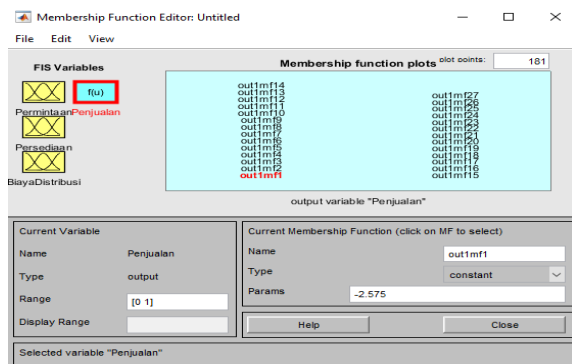 Membership Function Editor: Untitled
File Edit View
FIS Variables
Membership function plots
plot points:
181
f(u)
Permintaan
Penjualan
Persediaan
BiayaDistribusi
out1mf14
out1mf13
out1mf12
out1mf11
out1mf10
out1mf9
out1mf8
out1mf7
out1mf6
out1mf5
out1mf4
out1mf3
out1mf2
out1mf1
out1mf27
out1mf26
out1mf25
out1mf24
out1mf23
out1mf22
out1mf21
out1mf20
out1mf19
out1mf18
out1mf17
out1mf16
out1mf15
output variable "Penjualan"
Current Variable
Name Penjualan
Type output
Range [0 1]
Display Range
Current Membership Function (click on MF to select)
Name out1mf1
Type constant
Params -2.575
Help Close
Selected variable "Penjualan"